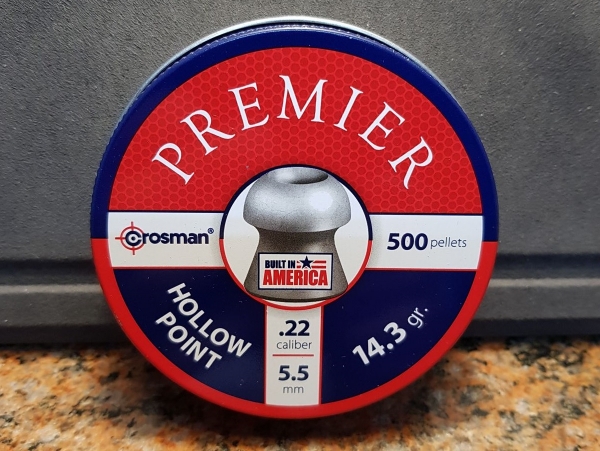 PREMIER
crosman®
500 pellets
BUILT IN
AMERICA
HOLLOW
POINT
.22
caliber
5.5
mm
14.3 gr.